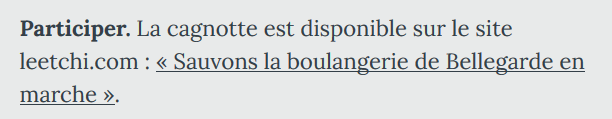 Participer. La cagnotte est disponible sur le site
leetchi.com : « Sauvons la boulangerie de Bellegarde en
marche ».